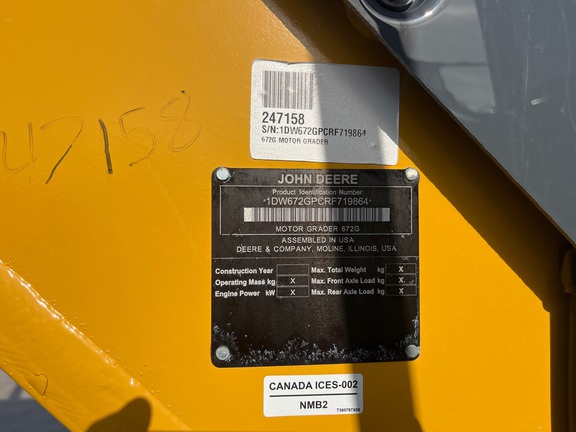 247158
S/N:1DW672GPCRF719864
672G MOTOR GRADER
47158
JOHN DEERE
Product Identification Number
*1DW672GPCRF719864*
MOTOR GRADER 672G
ASSEMBLED IN USA
DEERE & COMPANY, MOLINE, ILLINOIS, USA
Construction Year Max. Total Weight kg X
Operating Mass kg X Max. Front Axle Load kg X
Engine Power kW X Max. Rear Axle Load kg X
CANADA ICES-002
NMB2